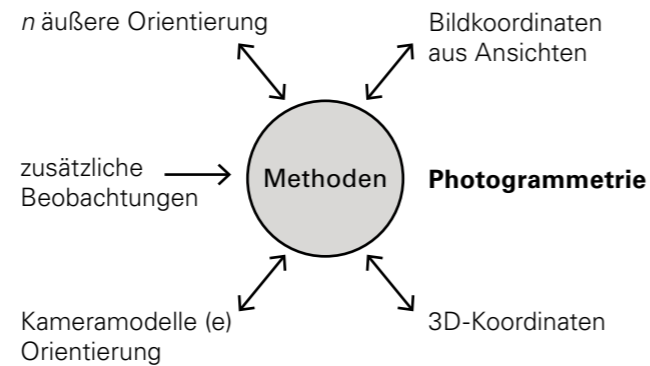 n äußere Orientierung
Bildkoordinaten
aus Ansichten
zusätzliche
Beobachtungen
Methoden
Photogrammetrie
Kameramodelle (e)
Orientierung
3D-Koordinaten